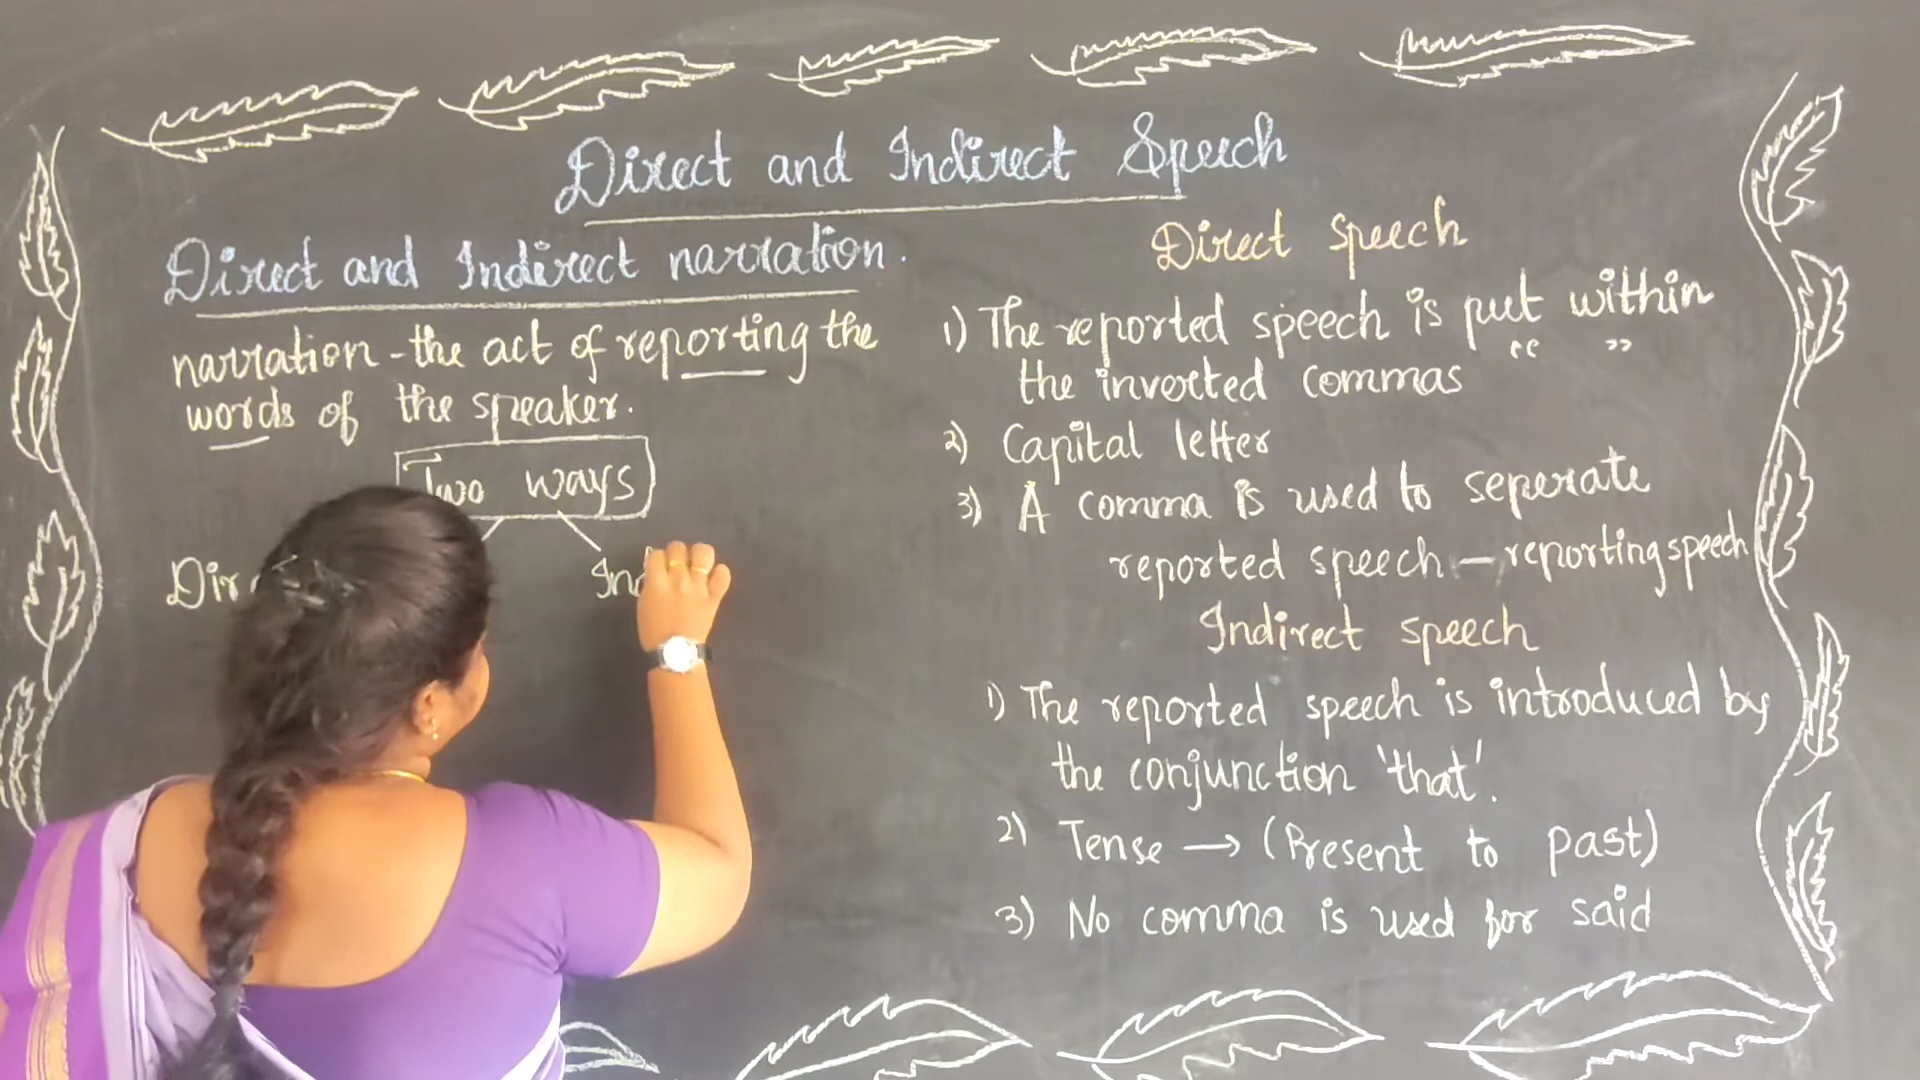 Direct and Indirect Speech
Direct and Indirect narration.
narration - the act of reporting the
words of the speaker.
Two ways
Direct speech
1) The reported speech is put within
“ ”
the inverted commas
2) Capital letter
3) A comma is used to seperate
reported speech - reporting speech
Indirect speech
1) The reported speech is introduced by
the conjunction 'that'.
2) Tense → (Present to past)
3) No comma is used for said